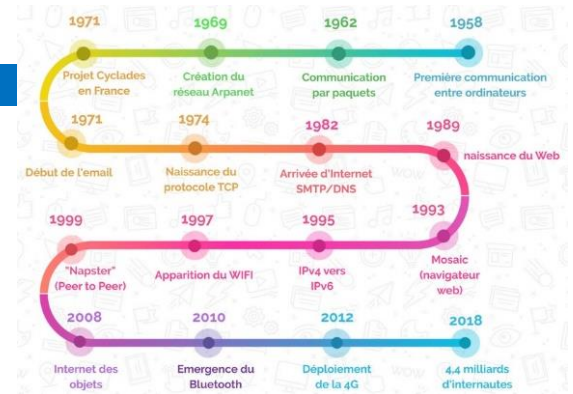 1971
1969
1962
1958
Projet Cyclades
en France
Création du
réseau Arpanet
Communication
par paquets
Première communication
entre ordinateurs
1971
1974
1982
1989
Début de l'email
Naissance du
protocole TCP
Arrivée d'Internet
SMTP/DNS
naissance du Web
1999
1997
1995
1993
"Napster"
(Peer to Peer)
Apparition du WIFI
IPv4 vers
IPv6
Mosaic
(navigateur
web)
2008
2010
2012
2018
Internet des
objets
Emergence du
Bluetooth
Déploiement
de la 4G
4,4 milliards
d'internautes